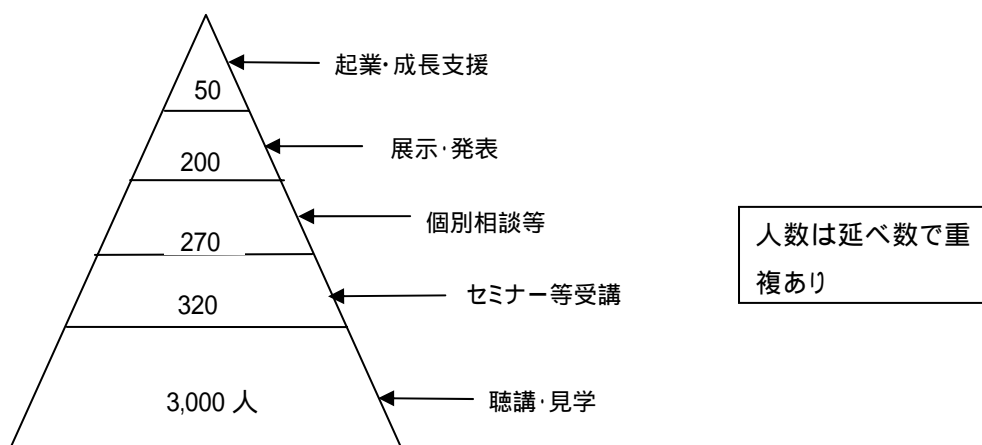 起業・成長支援
50
展示・発表
200
個別相談等
270
セミナー等受講
320
聴講・見学
3,000 人
人数は延べ数で重
複あり